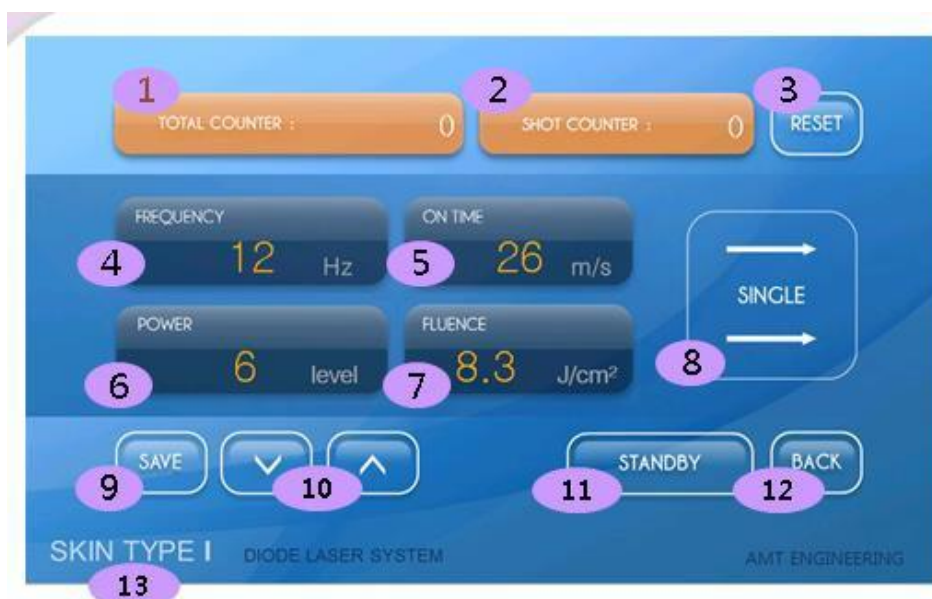 1 2 3
TOTAL COUNTER : 0 SHOT COUNTER : 0 RESET
FREQUENCY ON TIME
4 12 Hz 5 26 m/s
SINGLE
POWER FLUENCE
6 6 level 7 8.3 J/cm² 8
SAVE STANDBY BACK
9 10 11 12
SKIN TYPE I DIODE LASER SYSTEM AMT ENGINEERING
13